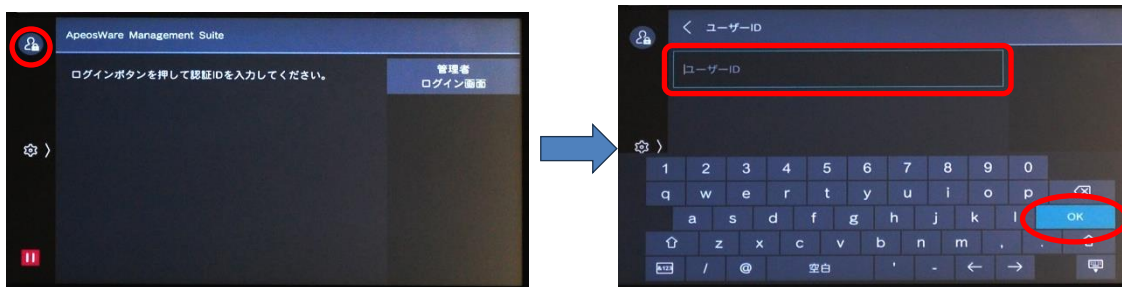 ApeosWare Management Suite
ログインボタンを押して認証IDを入力してください。
管理者
ログイン画面
ユーザーID
ユーザーID
1 2 3 4 5 6 7 8 9 0
q w e r t y u i o p
a s d f g h j k l OK
z x c v b n m , .
&123 / @ 空白 ' -